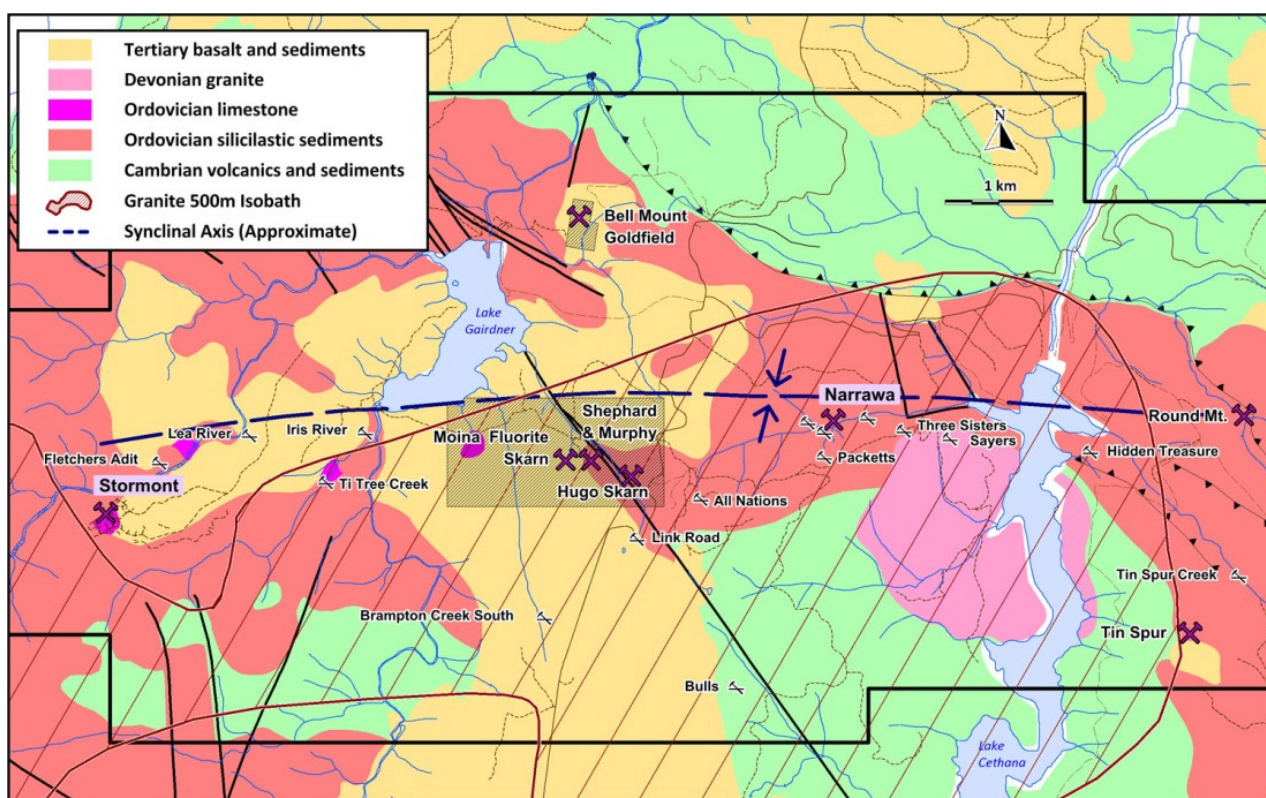 Tertiary basalt and sediments
Devonian granite
Ordovician limestone
Ordovician silicilastic sediments
Cambrian volcanics and sediments
Granite 500m Isobath
Synclinal Axis (Approximate)
N
1 km
Bell Mount
Goldfield
Lake
Gairdner
Shephard
& Murphy
Narrawa
Round Mt.
Lea River
Iris River
Moina Fluorite
Skarn
Three Sisters
Sayers
Fletchers Adit
Packetts
Hidden Treasure
Stormont
Ti Tree Creek
Hugo Skarn
All Nations
Link Road
Tin Spur Creek
Brampton Creek South
Tin Spur
Bulls
Lake
Cethana